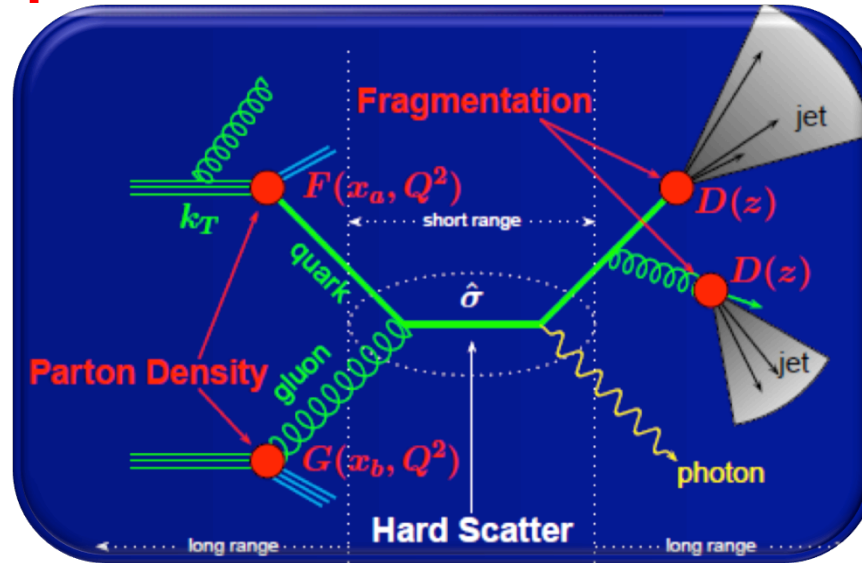 Fragmentation
jet
F(x_a, Q^2)
k_T
short range
D(z)
quark
D(z)
σ̂
Parton Density
gluon
jet
G(x_b, Q^2)
photon
Hard Scatter
long range
long range